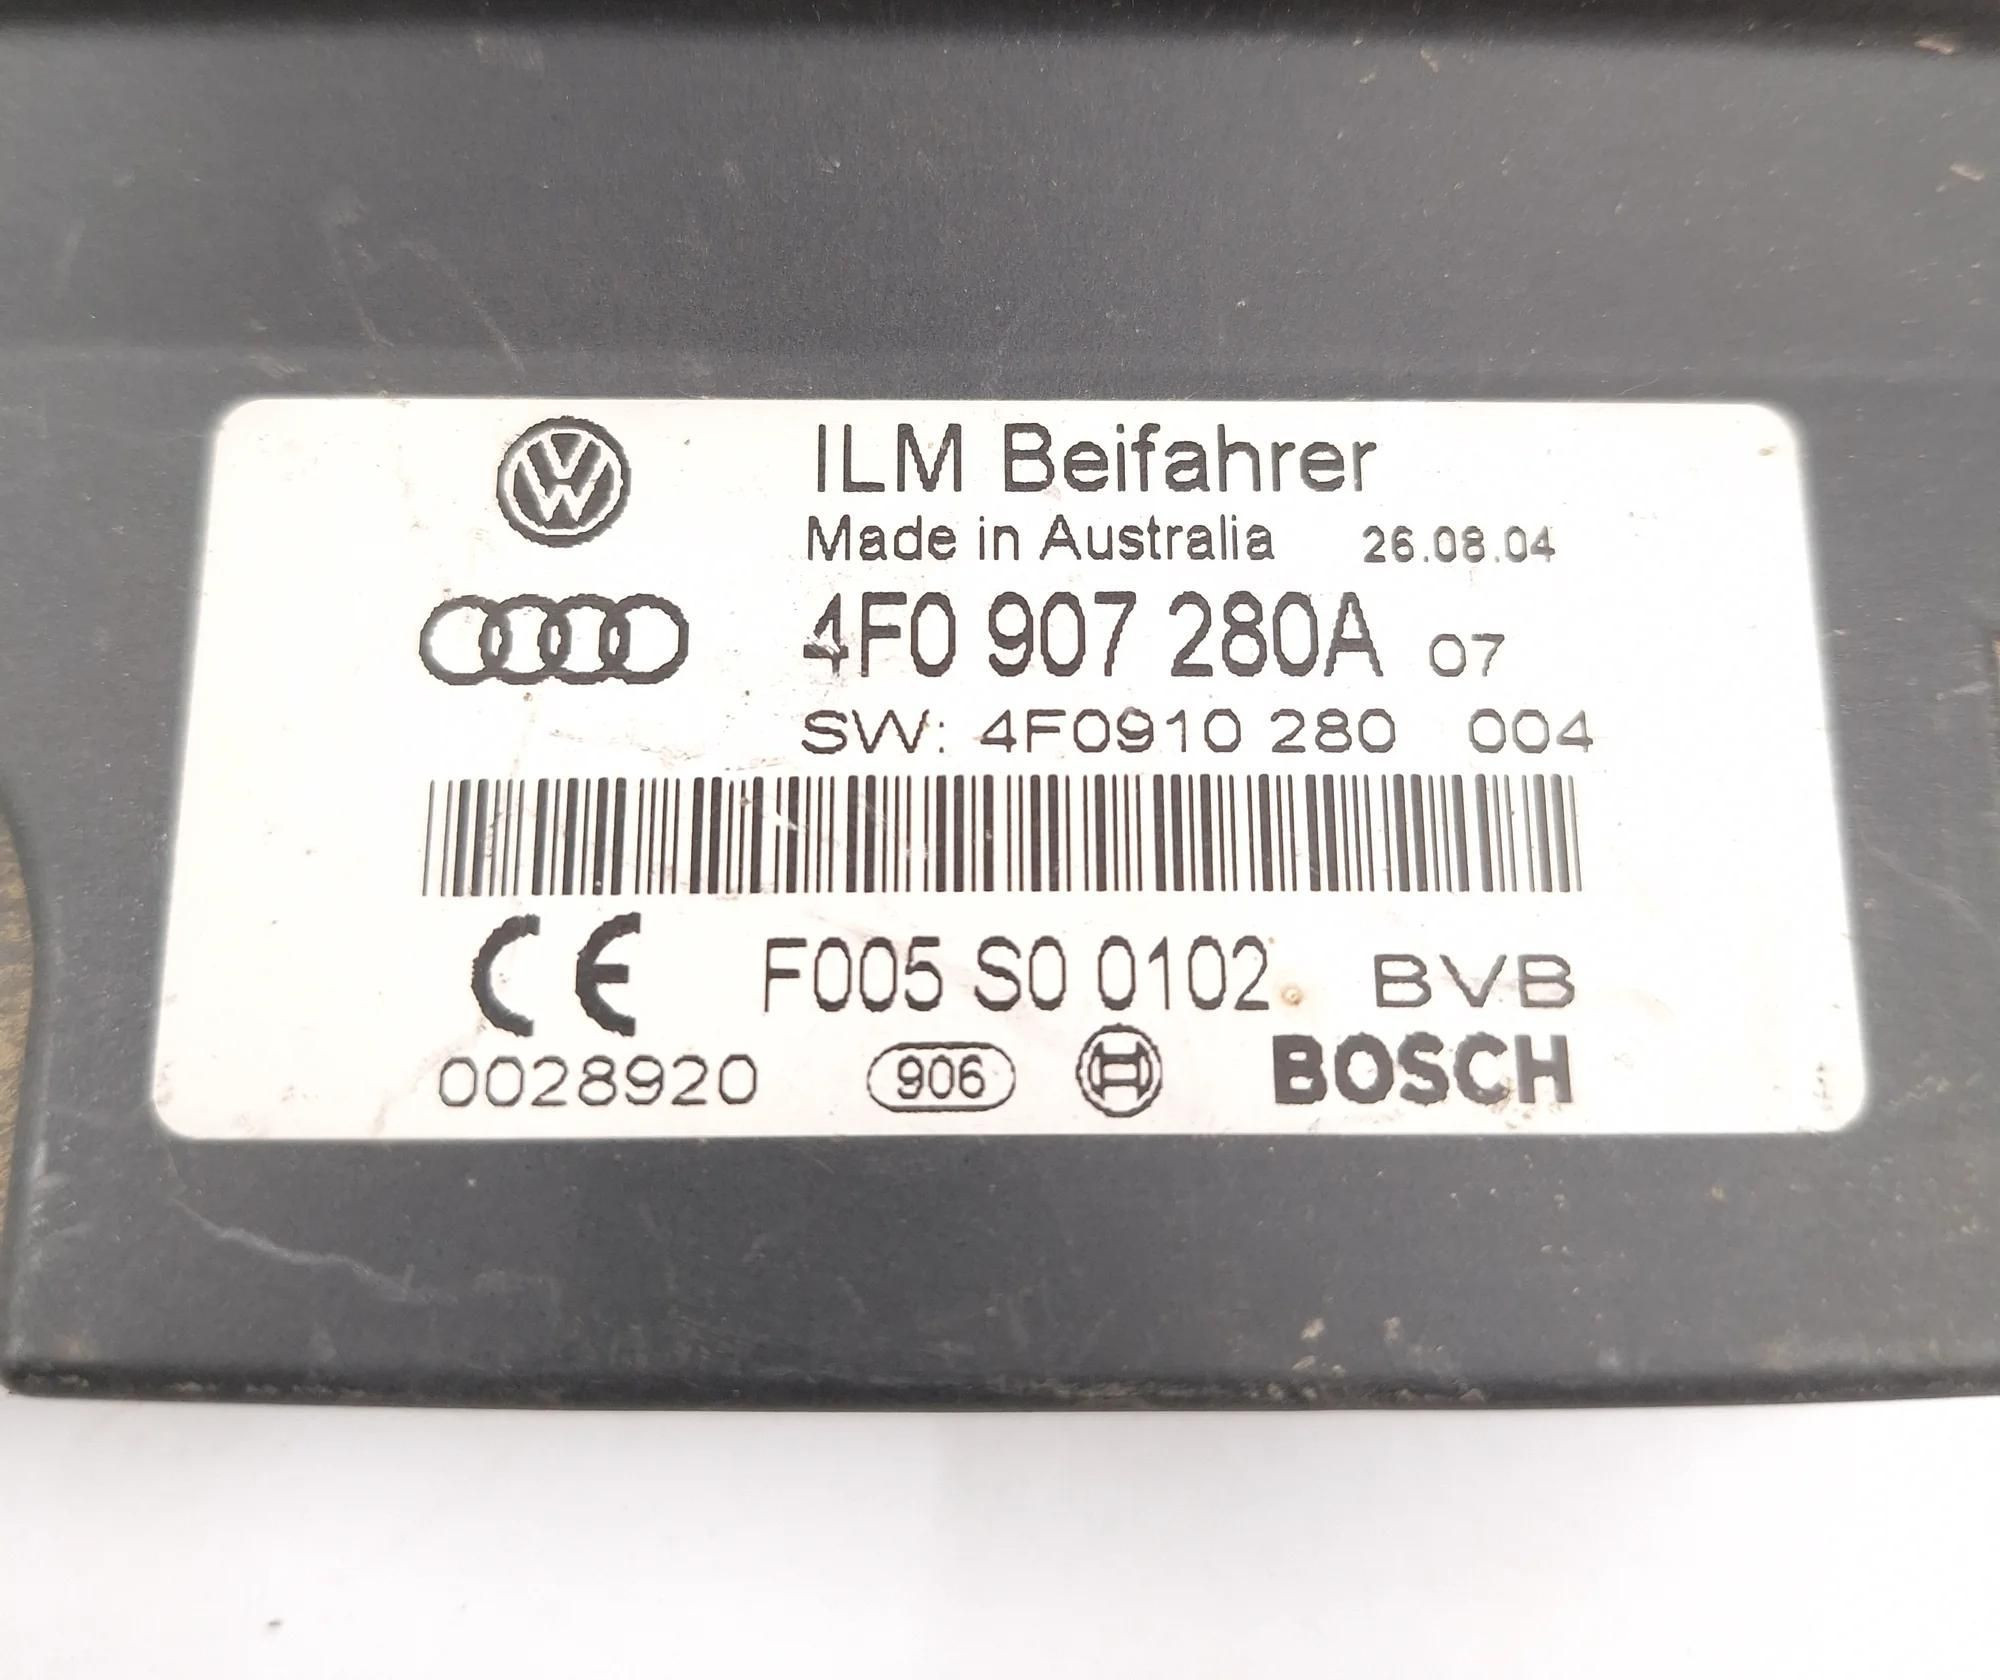 ILM Beifahrer
Made in Australia 26.08.04
4F0 907 280A 07
SW: 4F0910 280 004
CE F005 S0 0102 BVB
0028920 906 BOSCH